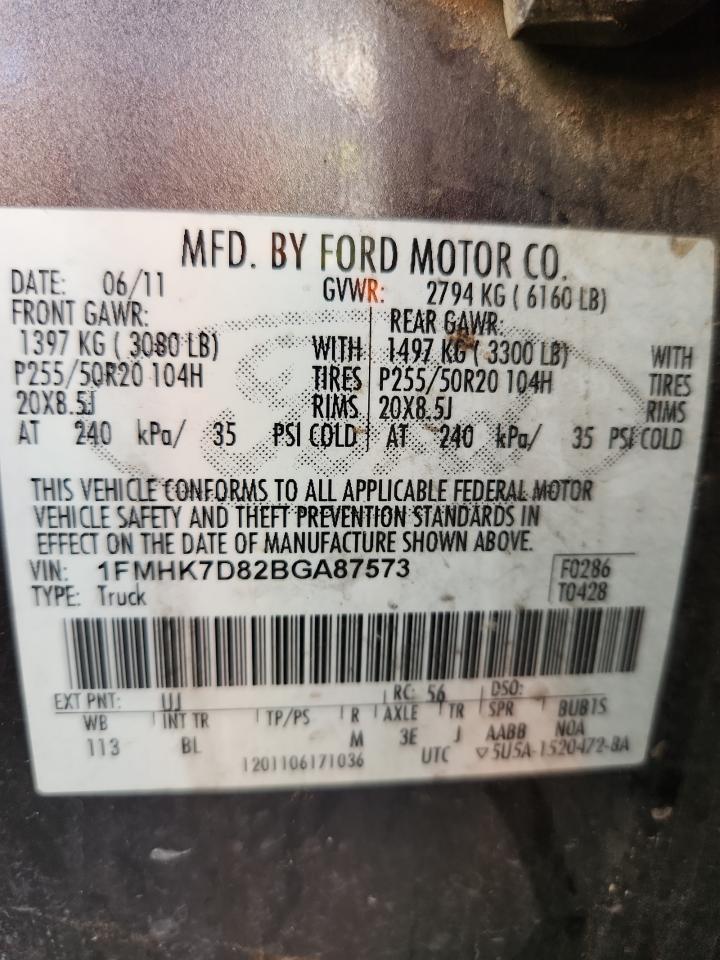 MFD. BY FORD MOTOR CO.
DATE: 06/11 GVWR: 2794 KG ( 6160 LB)
FRONT GAWR: REAR GAWR:
1397 KG ( 3080 LB) WITH 1497 KG ( 3300 LB) WITH
P255/50R20 104H TIRES P255/50R20 104H TIRES
20X8.5J RIMS 20X8.5J RIMS
AT 240 kPa/ 35 PSI COLD AT 240 kPa/ 35 PSI COLD
THIS VEHICLE CONFORMS TO ALL APPLICABLE FEDERAL MOTOR
VEHICLE SAFETY AND THEFT PREVENTION STANDARDS IN
EFFECT ON THE DATE OF MANUFACTURE SHOWN ABOVE.
VIN: 1FMHK7D82BGA87573 F0286
TYPE: Truck T0428
EXT PNT: UJ RC: 56 DSO:
WB INT TR TP/PS R AXLE TR SPR BUB1S
113 BL M 3E J AABB NOA
1201106171036 UTC ▽5U5A-1520472-BA